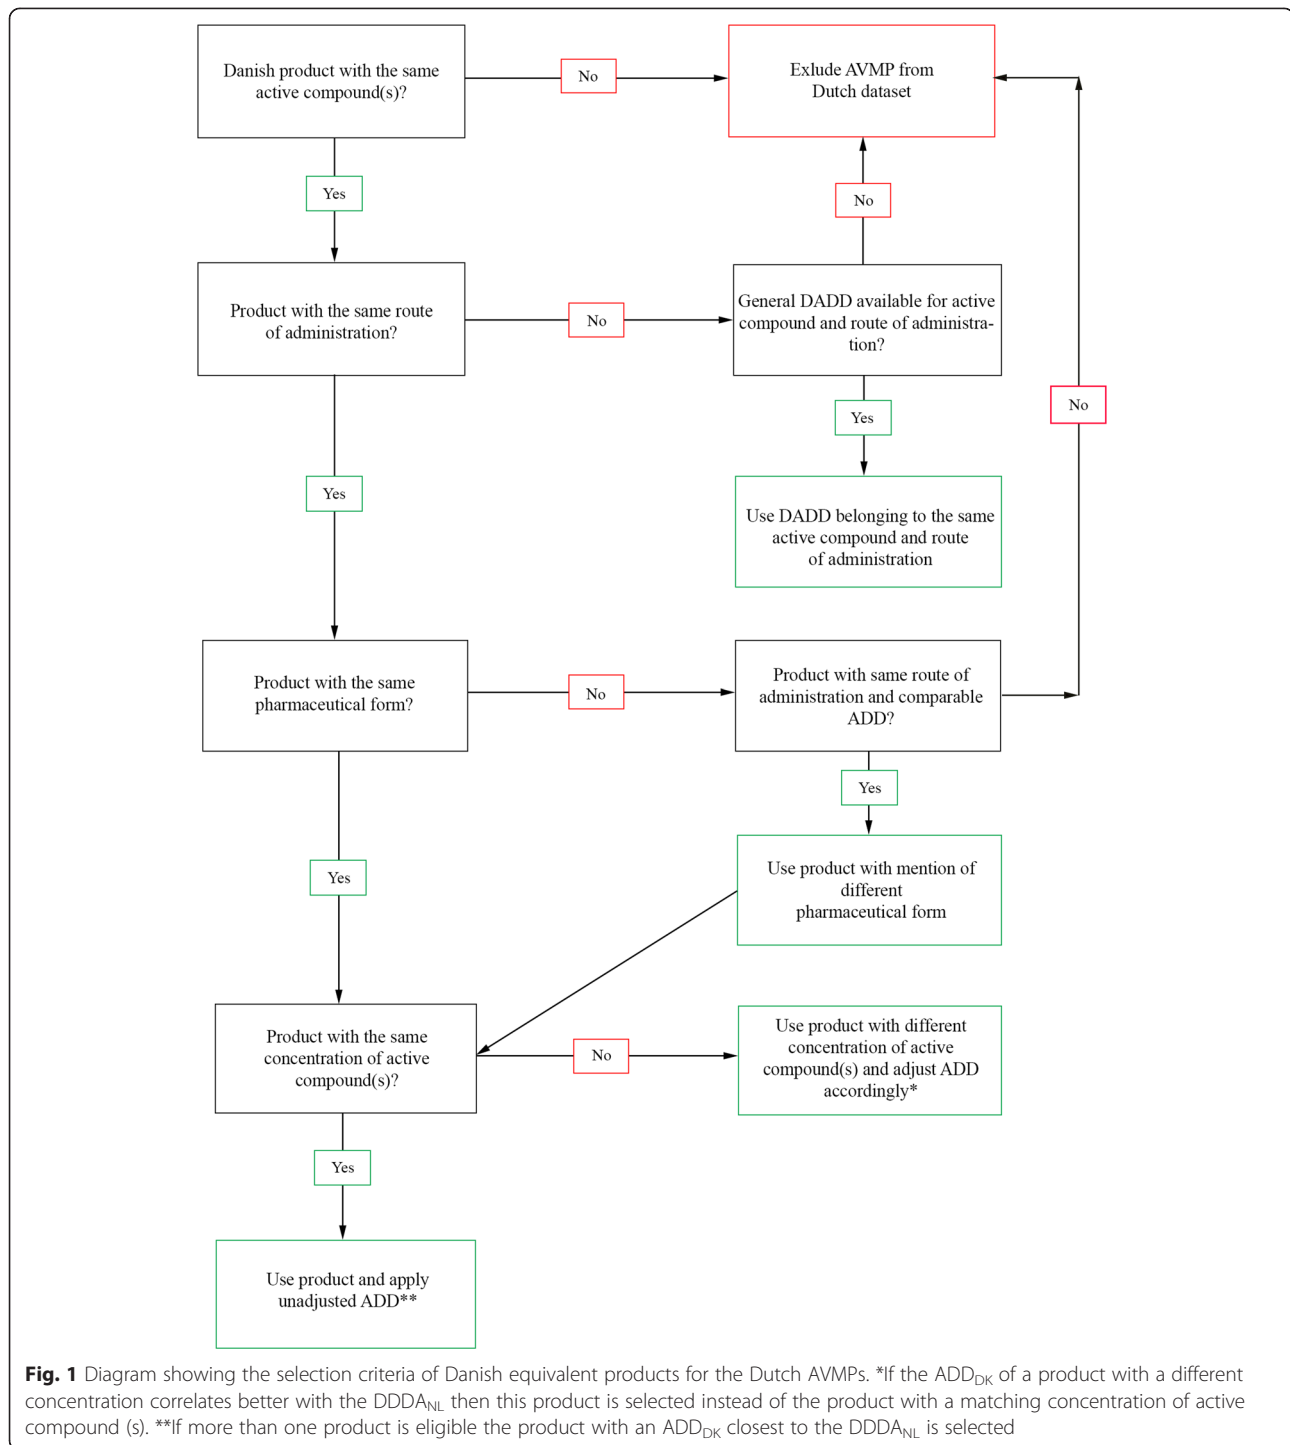 Danish product with the same
active compound(s)?
No
Exlude AVMP from
Dutch dataset
Yes
No
Product with the same route
of administration?
No
General DADD available for active
compound and route of administra-
tion?
No
Yes
Yes
Use DADD belonging to the same
active compound and route
of administration
Product with the same
pharmaceutical form?
No
Product with same route of
administration and comparable
ADD?
Yes
Yes
Use product with mention of
different
pharmaceutical form
Product with the same
concentration of active
compound(s)?
No
Use product with different
concentration of active
compound(s) and adjust ADD
accordingly*
Yes
Use product and apply
unadjusted ADD**
Fig. 1 Diagram showing the selection criteria of Danish equivalent products for the Dutch AVMPs. *If the ADDDK of a product with a different
concentration correlates better with the DDDANL then this product is selected instead of the product with a matching concentration of active
compound (s). **If more than one product is eligible the product with an ADDDK closest to the DDDANL is selected